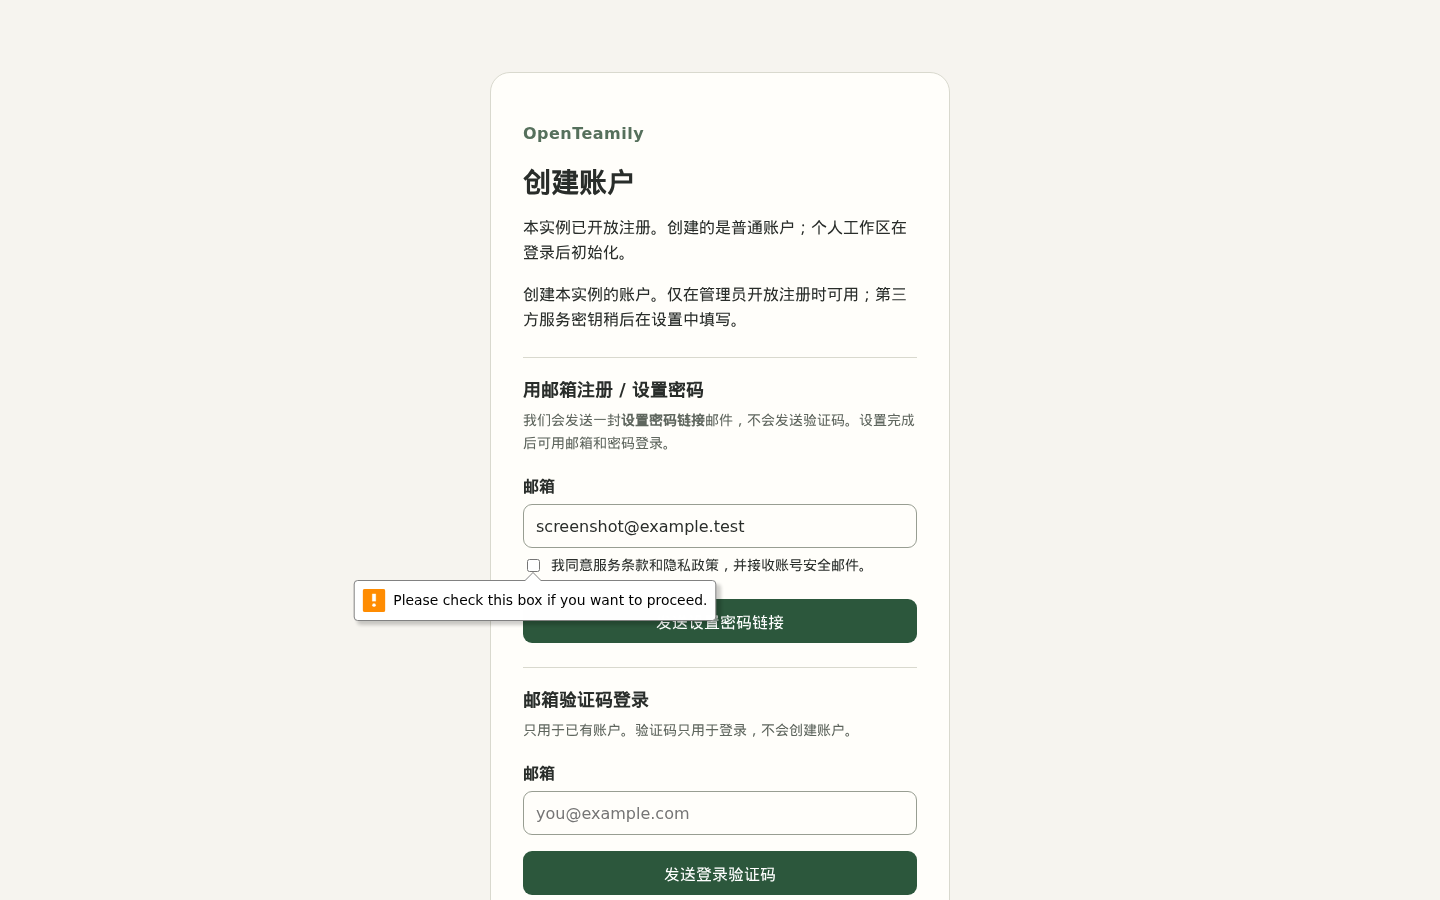 OpenTeamily
创建账户
本实例已开放注册。创建的是普通账户；个人工作区在
登录后初始化。
创建本实例的账户。仅在管理员开放注册时可用；第三
方服务密钥稍后在设置中填写。
用邮箱注册 / 设置密码
我们会发送一封设置密码链接邮件，不会发送验证码。设置完成
后可用邮箱和密码登录。
邮箱
screenshot@example.test
我同意服务条款和隐私政策，并接收账号安全邮件。
Please check this box if you want to proceed.
发送设置密码链接
邮箱验证码登录
只用于已有账户。验证码只用于登录，不会创建账户。
邮箱
you@example.com
发送登录验证码